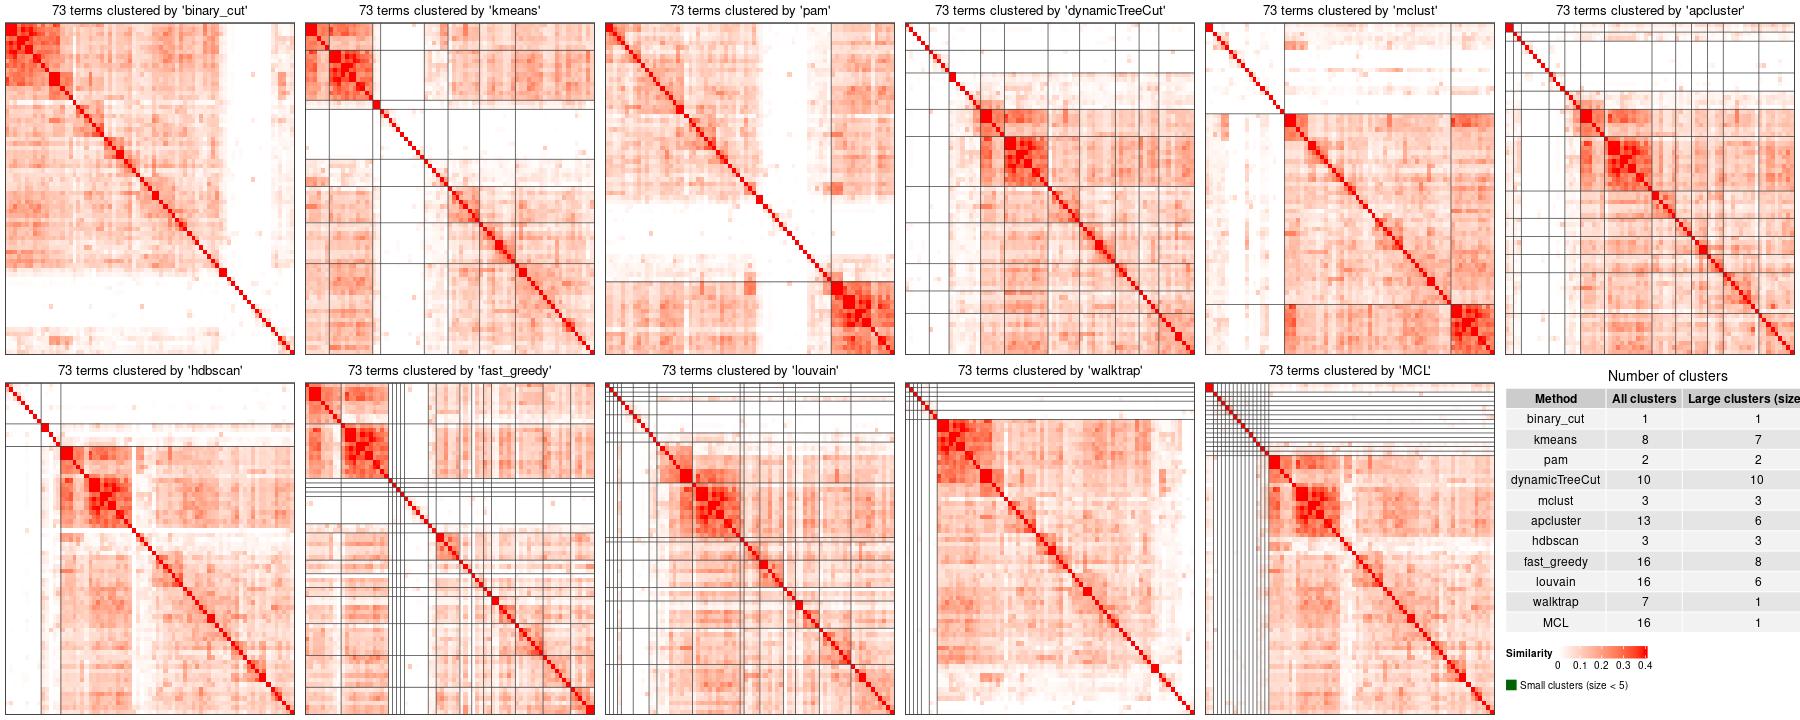 73 terms clustered by 'binary_cut'
73 terms clustered by 'kmeans'
73 terms clustered by 'pam'
73 terms clustered by 'dynamicTreeCut'
73 terms clustered by 'mclust'
73 terms clustered by 'apcluster'
73 terms clustered by 'hdbscan'
73 terms clustered by 'fast_greedy'
73 terms clustered by 'louvain'
73 terms clustered by 'walktrap'
73 terms clustered by 'MCL'
Number of clusters
Method All clusters Large clusters (size
binary_cut 1 1
kmeans 8 7
pam 2 2
dynamicTreeCut 10 10
mclust 3 3
apcluster 13 6
hdbscan 3 3
fast_greedy 16 8
louvain 16 6
walktrap 7 1
MCL 16 1
Similarity
0 0.1 0.2 0.3 0.4
Small clusters (size < 5)